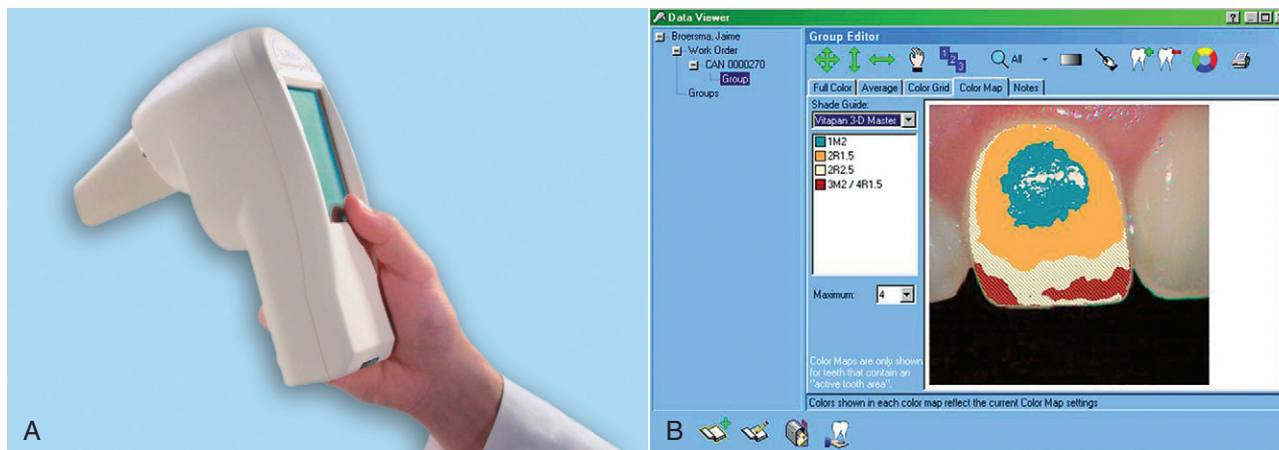 A
Data Viewer
Broersma, Jaime
Work Order
CAN 0000270
Group
Groups
Group Editor
1 2 3
All
Full Color
Average
Color Grid
Color Map
Notes
Shade Guide:
Vitapan 3-D Master
1M2
2R1.5
2R2.5
3M2 / 4R1.5
Maximum:
4
Color Maps are only shown
for teeth that contain an
"active tooth area".
Colors shown in each color map reflect the current Color Map settings
B